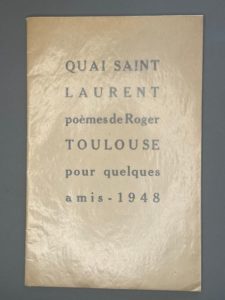 QUAI SAINT
LAURENT
poèmes de Roger
TOULOUSE
pour quelques
amis - 1948